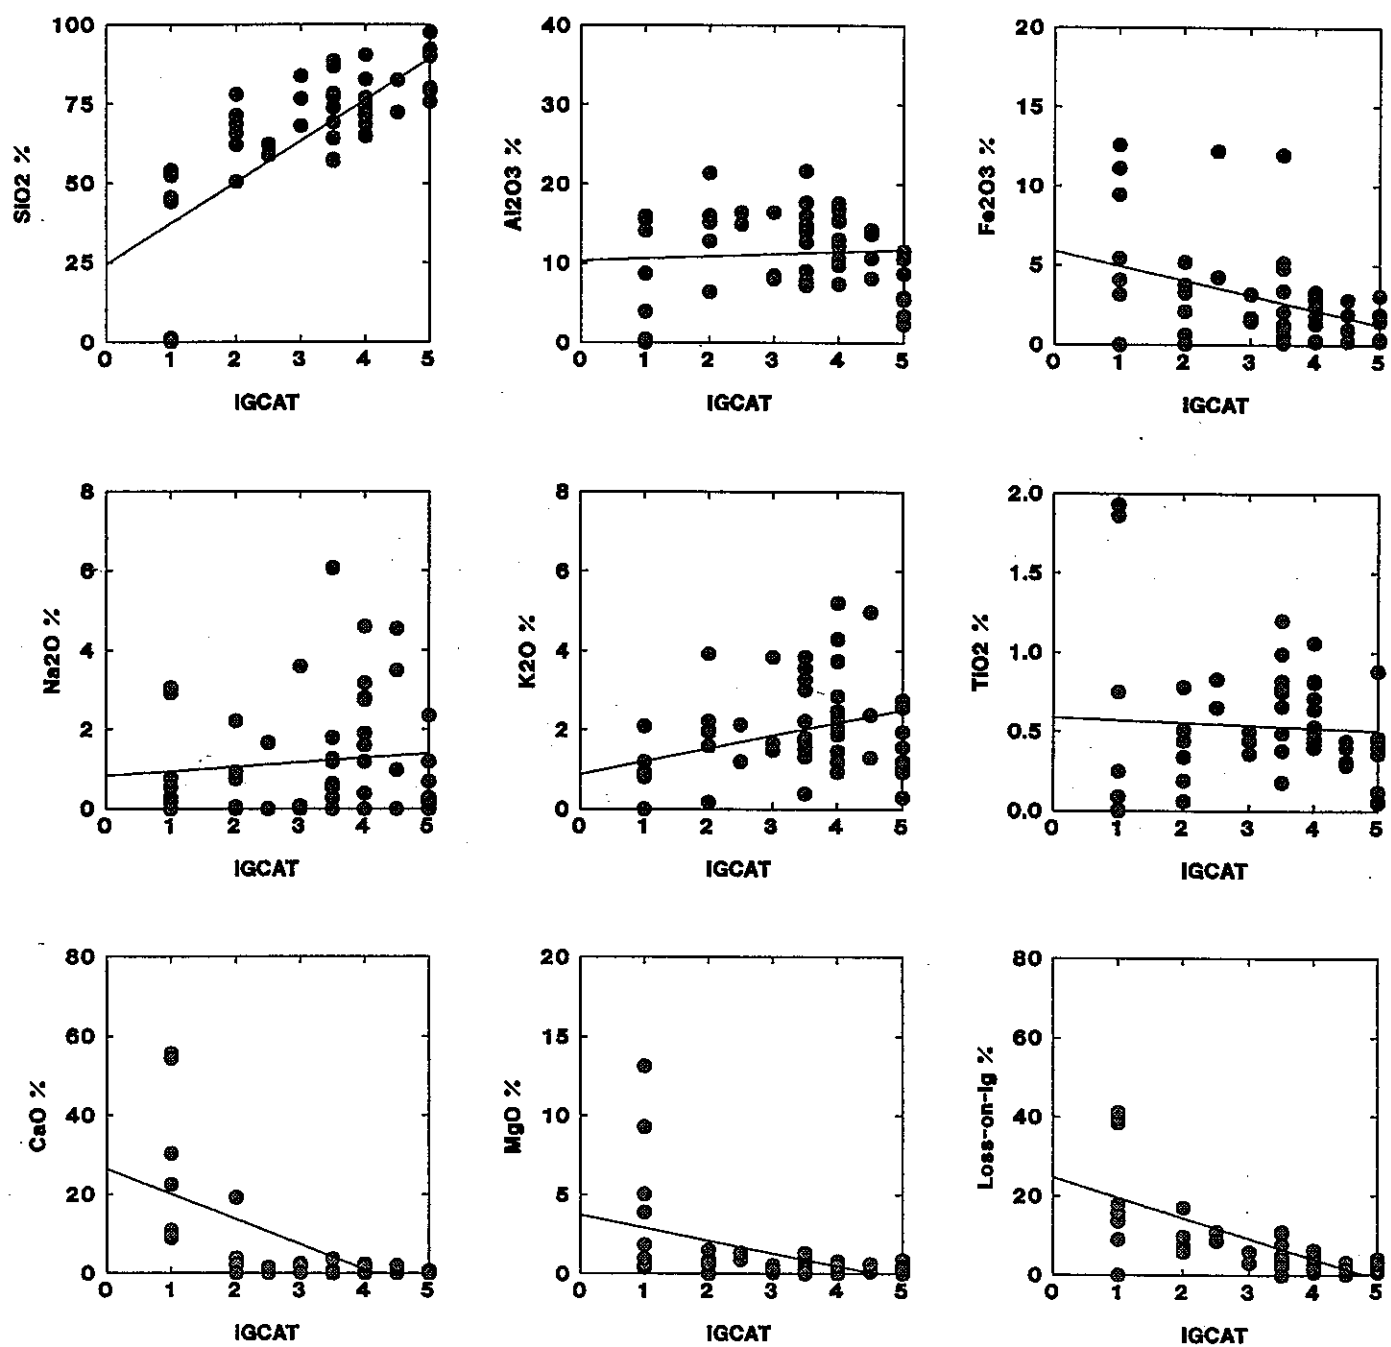 100
75
50
25
0
SiO2 %
0 1 2 3 4 5
IGCAT
40
30
20
10
0
Al2O3 %
0 1 2 3 4 5
IGCAT
20
15
10
5
0
Fe2O3 %
0 1 2 3 4 5
IGCAT
8
6
4
2
0
Na2O %
0 1 2 3 4 5
IGCAT
8
6
4
2
0
K2O %
0 1 2 3 4 5
IGCAT
2.0
1.5
1.0
0.5
0.0
TiO2 %
0 1 2 3 4 5
IGCAT
80
60
40
20
0
CaO %
0 1 2 3 4 5
IGCAT
20
15
10
5
0
MgO %
0 1 2 3 4 5
IGCAT
80
60
40
20
0
Loss-on-Ig %
0 1 2 3 4 5
IGCAT